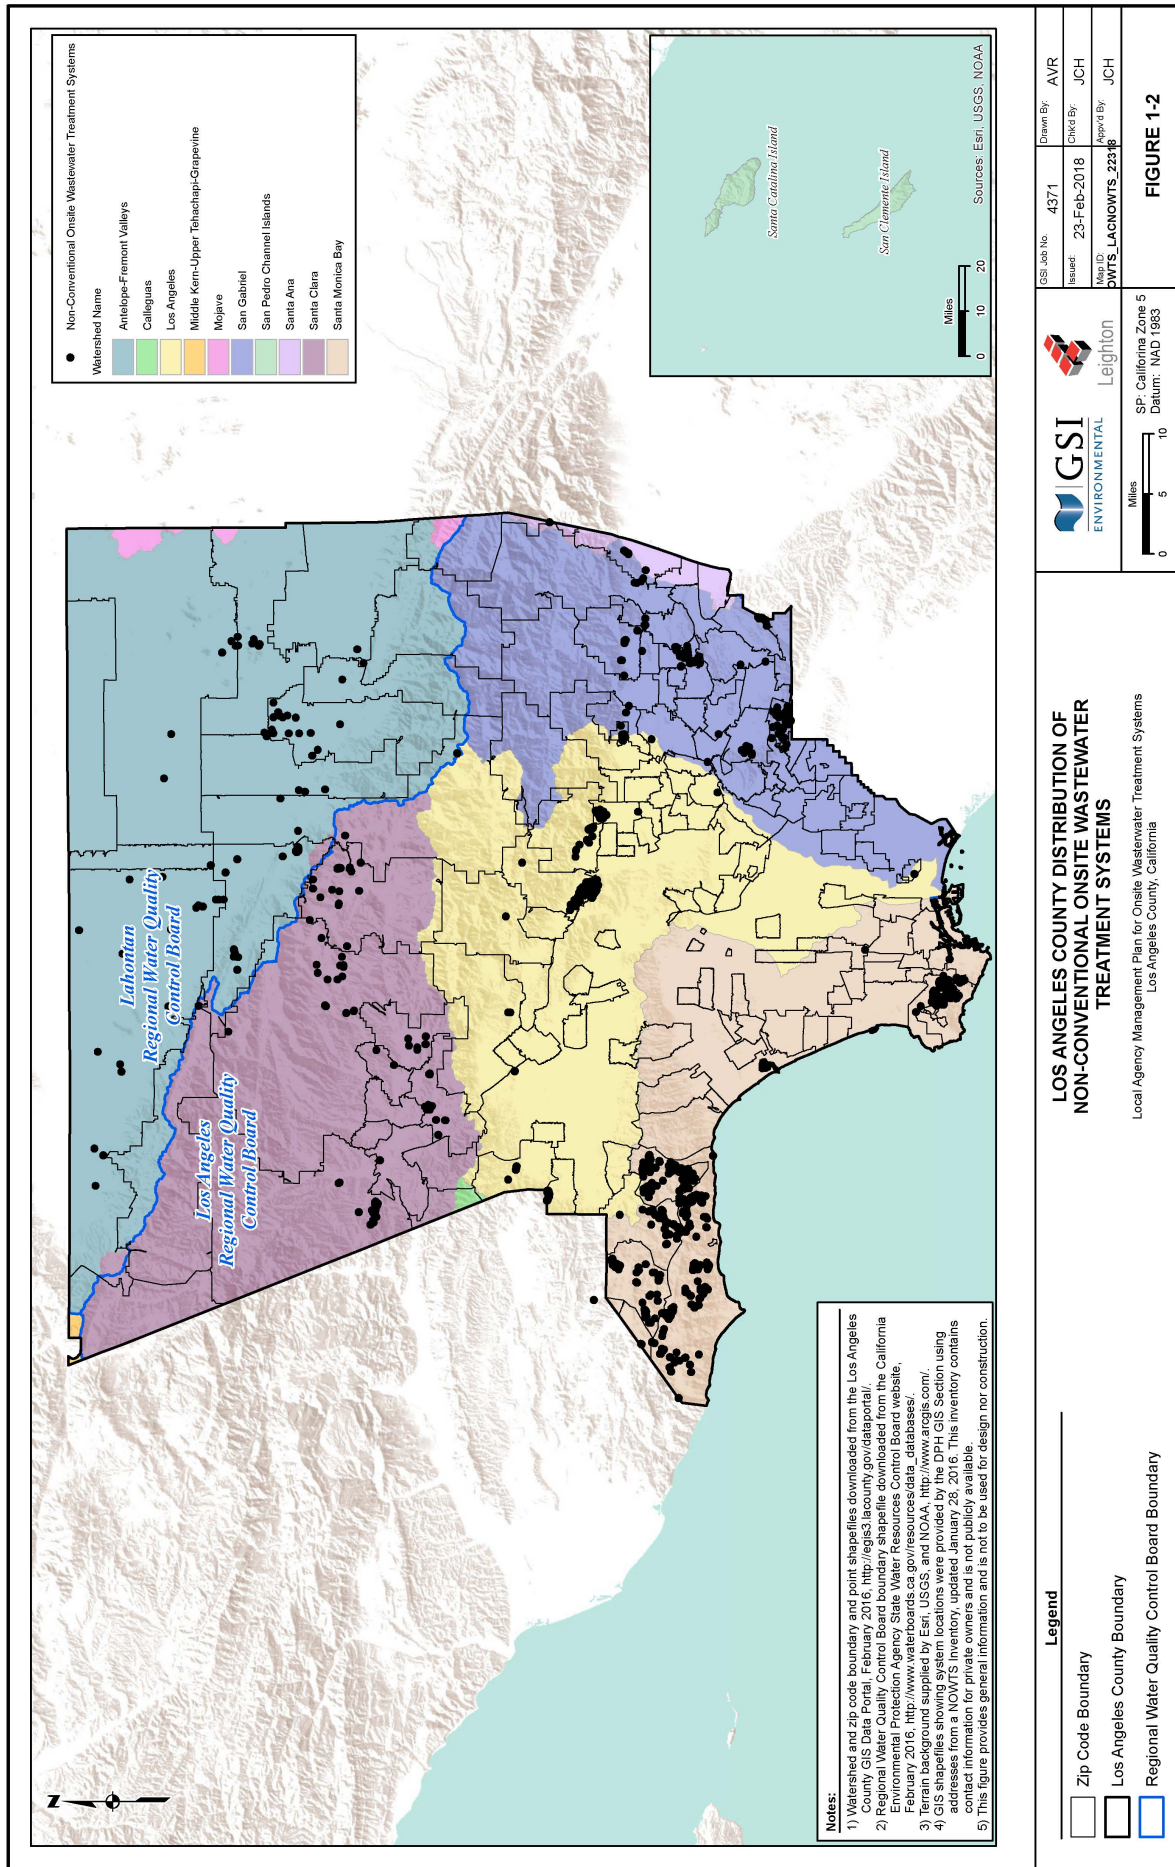 Non-Conventional Onsite Wastewater Treatment Systems
Watershed Name
Antelope-Fremont Valleys
Calleguas
Los Angeles
Middle Kern-Upper Tehachapi-Grapevine
Mojave
San Gabriel
San Pedro Channel Islands
Santa Ana
Santa Clara
Santa Monica Bay
Lahontan
Regional Water Quality
Control Board
Los Angeles
Regional Water Quality
Control Board
Santa Catalina Island
San Clemente Island
Miles
0 10 20
Sources: Esri, USGS, NOAA
Z
Notes:
1) Watershed and zip code boundary and point shapefiles downloaded from the Los Angeles
County GIS Data Portal, February 2016, http://egis3.lacounty.gov/dataportal/.
2) Regional Water Quality Control Board boundary shapefile downloaded from the California
Environmental Protection Agency State Water Resources Control Board website,
February 2016, http://www.waterboards.ca.gov/resources/data_databases/.
3) Terrain background supplied by Esri, USGS, and NOAA, http://www.arcgis.com/.
4) GIS shapefiles showing system locations were provided by the DPH GIS Section using
addresses from a NOWTS Inventory, updated January 28, 2016. This inventory contains
contact information for private owners and is not publicly available.
5) This figure provides general information and is not to be used for design nor construction.
Legend
Zip Code Boundary
Los Angeles County Boundary
Regional Water Quality Control Board Boundary
LOS ANGELES COUNTY DISTRIBUTION OF
NON-CONVENTIONAL ONSITE WASTEWATER
TREATMENT SYSTEMS
Local Agency Management Plan for Onsite Wasterwater Treatment Systems
Los Angeles County, California
GSI
ENVIRONMENTAL
Leighton
Miles
0 5 10
SP: California Zone 5
Datum: NAD 1983
GSI Job No. 4371 Drawn By: AVR
Issued: 23-Feb-2018 Chk'd By: JCH
Map ID: OWTS_LACNOWTS_22318 Appv'd By: JCH
FIGURE 1-2